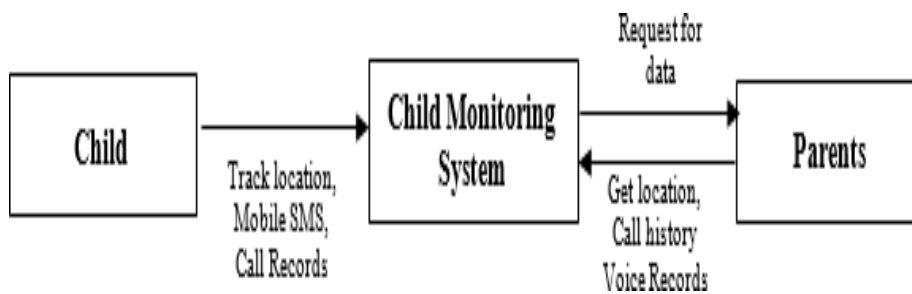 Child
Track location,
Mobile SMS,
Call Records
Child Monitoring
System
Request for
data
Get location,
Call history
Voice Records
Parents